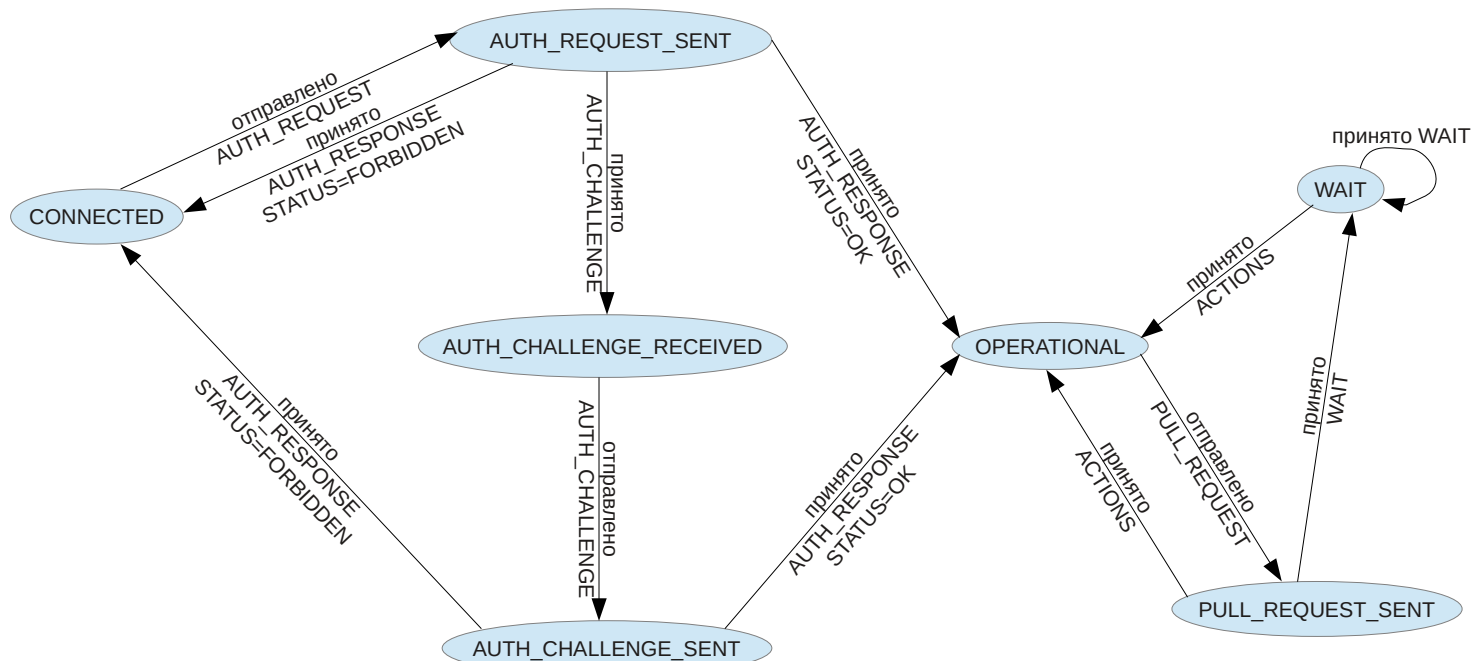 AUTH_REQUEST_SENT
отправлено
AUTH_REQUEST
принято
AUTH_RESPONSE
STATUS=FORBIDDEN
принято
AUTH_CHALLENGE
принято
AUTH_RESPONSE
STATUS=OK
принято WAIT
WAIT
CONNECTED
принято
ACTIONS
AUTH_CHALLENGE_RECEIVED
OPERATIONAL
принято
WAIT
принято
AUTH_RESPONSE
STATUS=FORBIDDEN
отправлено
AUTH_CHALLENGE
принято
AUTH_RESPONSE
STATUS=OK
принято
ACTIONS
отправлено
PULL_REQUEST
PULL_REQUEST_SENT
AUTH_CHALLENGE_SENT